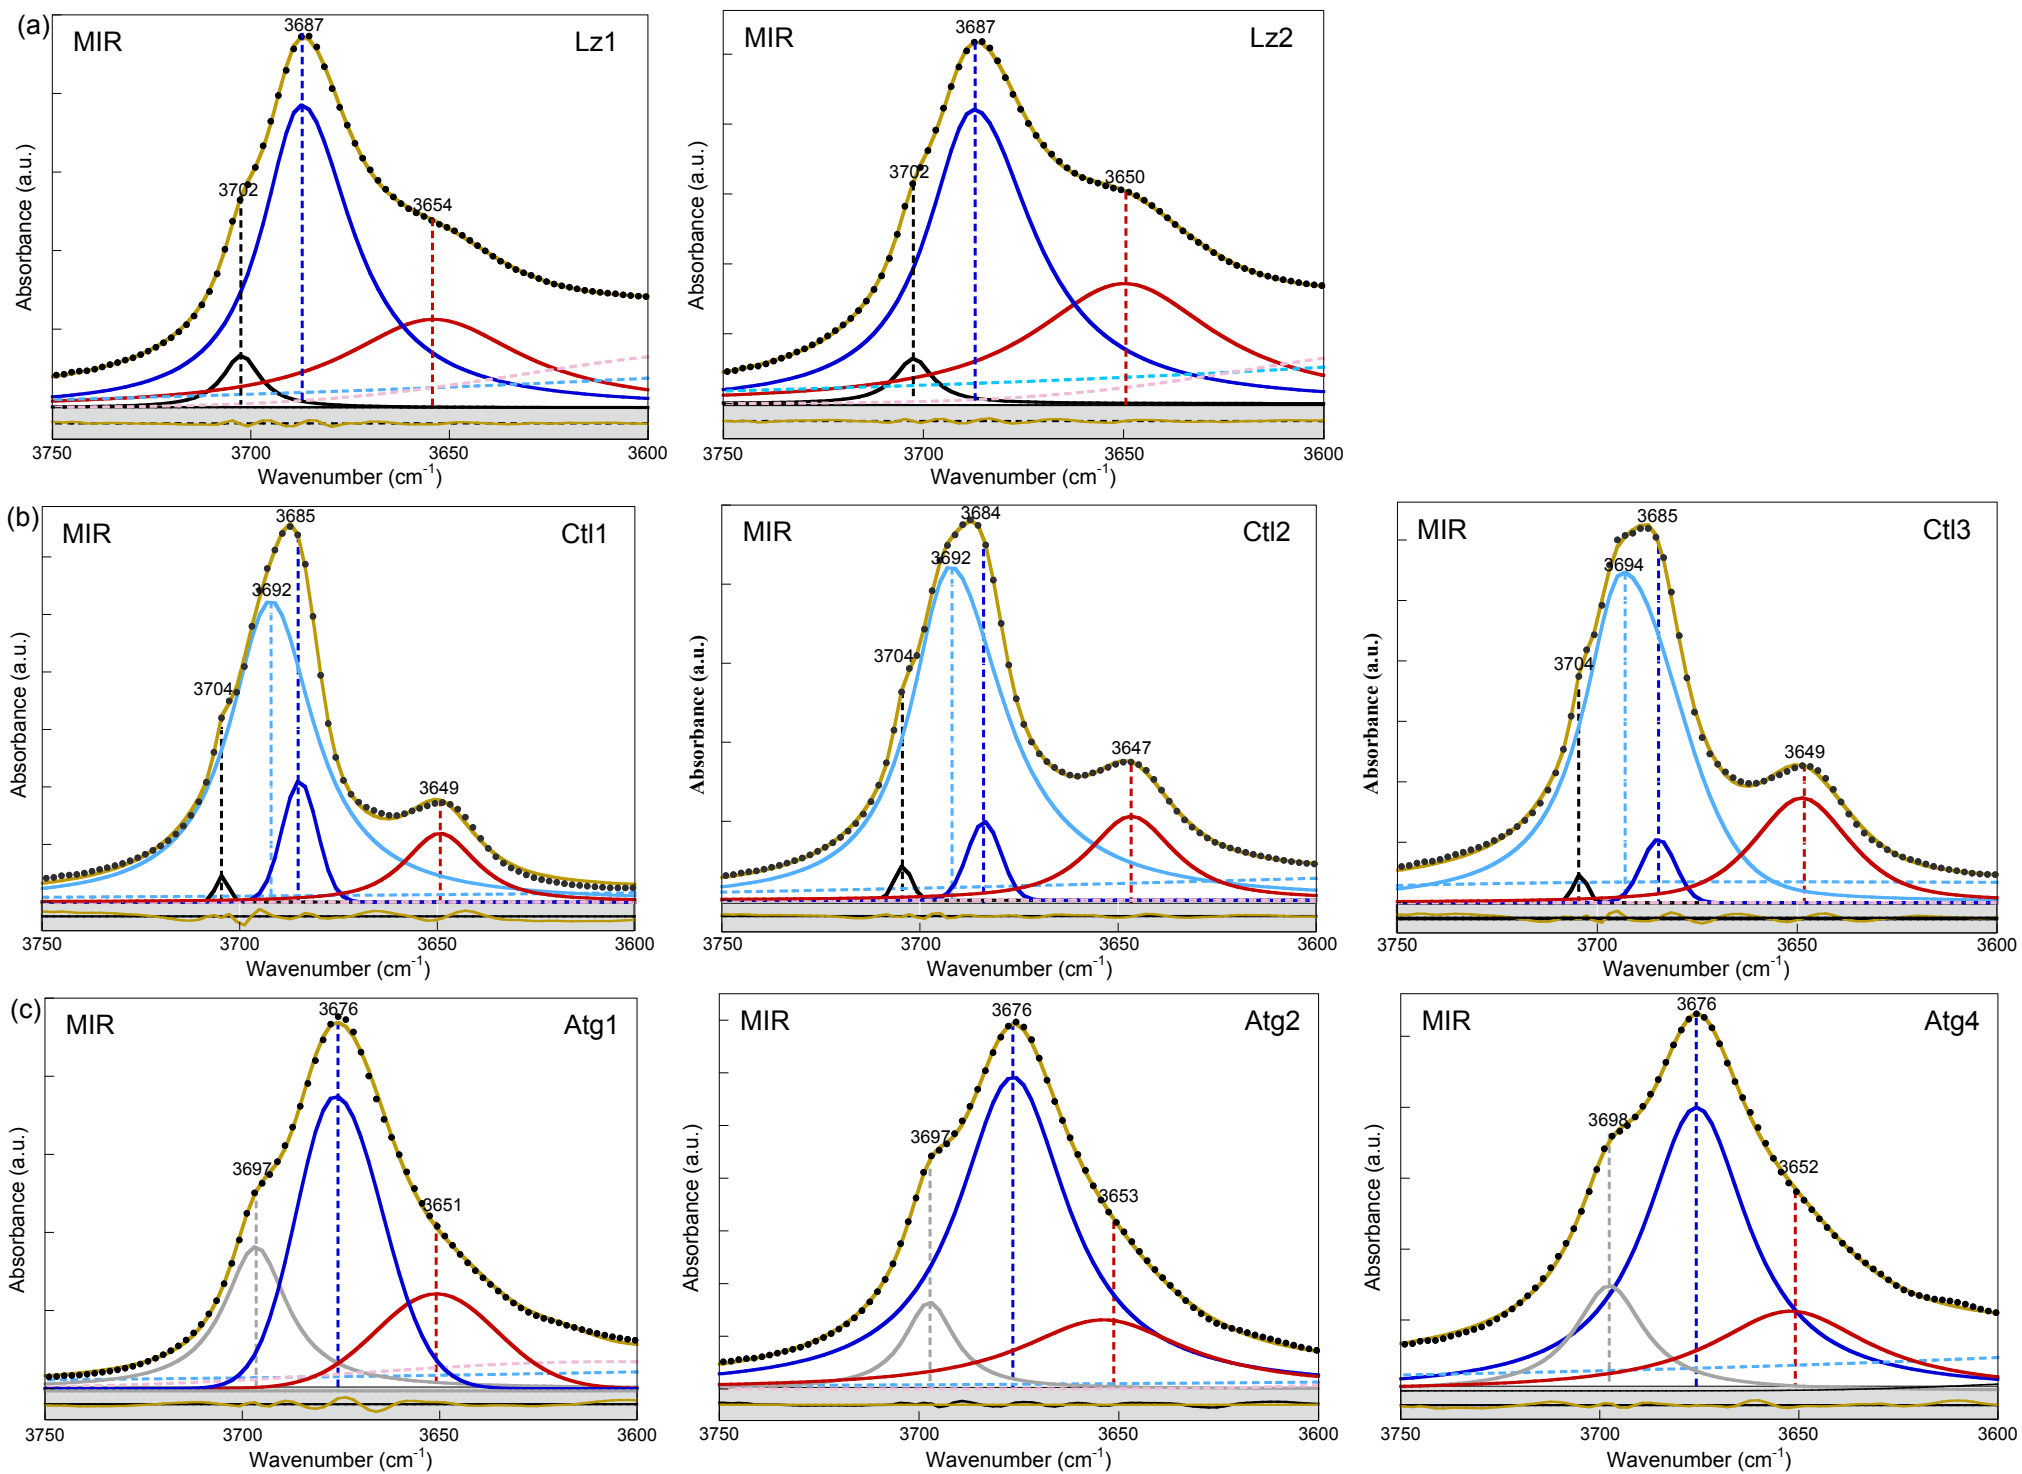 (a)
MIR
3687
Lz1
3702
3654
Absorbance (a.u.)
3750
3700
3650
3600
Wavenumber (cm⁻¹)
MIR
3687
Lz2
3702
3650
Absorbance (a.u.)
3750
3700
3650
3600
Wavenumber (cm⁻¹)
(b)
MIR
3685
Ctl1
3692
3704
3649
Absorbance (a.u.)
3750
3700
3650
3600
Wavenumber (cm⁻¹)
MIR
3684
Ctl2
3692
3704
3647
Absorbance (a.u.)
3750
3700
3650
3600
Wavenumber (cm⁻¹)
MIR
3685
Ctl3
3694
3704
3649
Absorbance (a.u.)
3750
3700
3650
3600
Wavenumber (cm⁻¹)
(c)
MIR
3676
Atg1
3697
3651
Absorbance (a.u.)
3750
3700
3650
3600
Wavenumber (cm⁻¹)
MIR
3676
Atg2
3697
3653
Absorbance (a.u.)
3750
3700
3650
3600
Wavenumber (cm⁻¹)
MIR
3676
Atg4
3698
3652
Absorbance (a.u.)
3750
3700
3650
3600
Wavenumber (cm⁻¹)